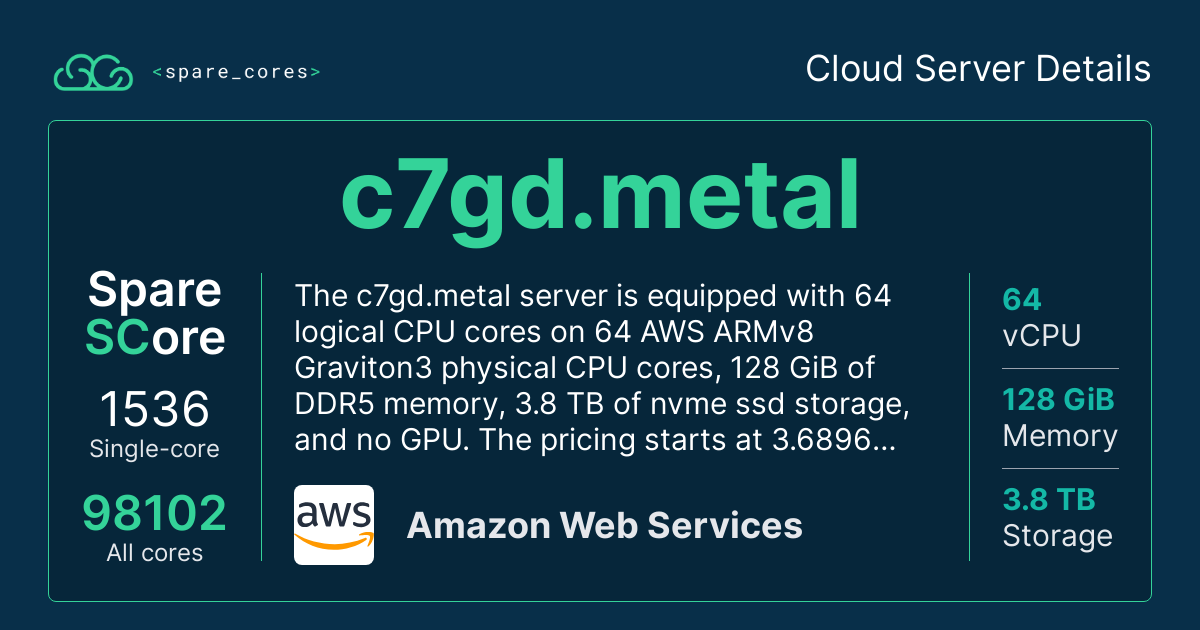 <spare_cores>
Cloud Server Details
c7gd.metal
Spare
SCore
1536
Single-core
98102
All cores
The c7gd.metal server is equipped with 64
logical CPU cores on 64 AWS ARMv8
Graviton3 physical CPU cores, 128 GiB of
DDR5 memory, 3.8 TB of nvme ssd storage,
and no GPU. The pricing starts at 3.6896...
aws
Amazon Web Services
64
vCPU
128 GiB
Memory
3.8 TB
Storage